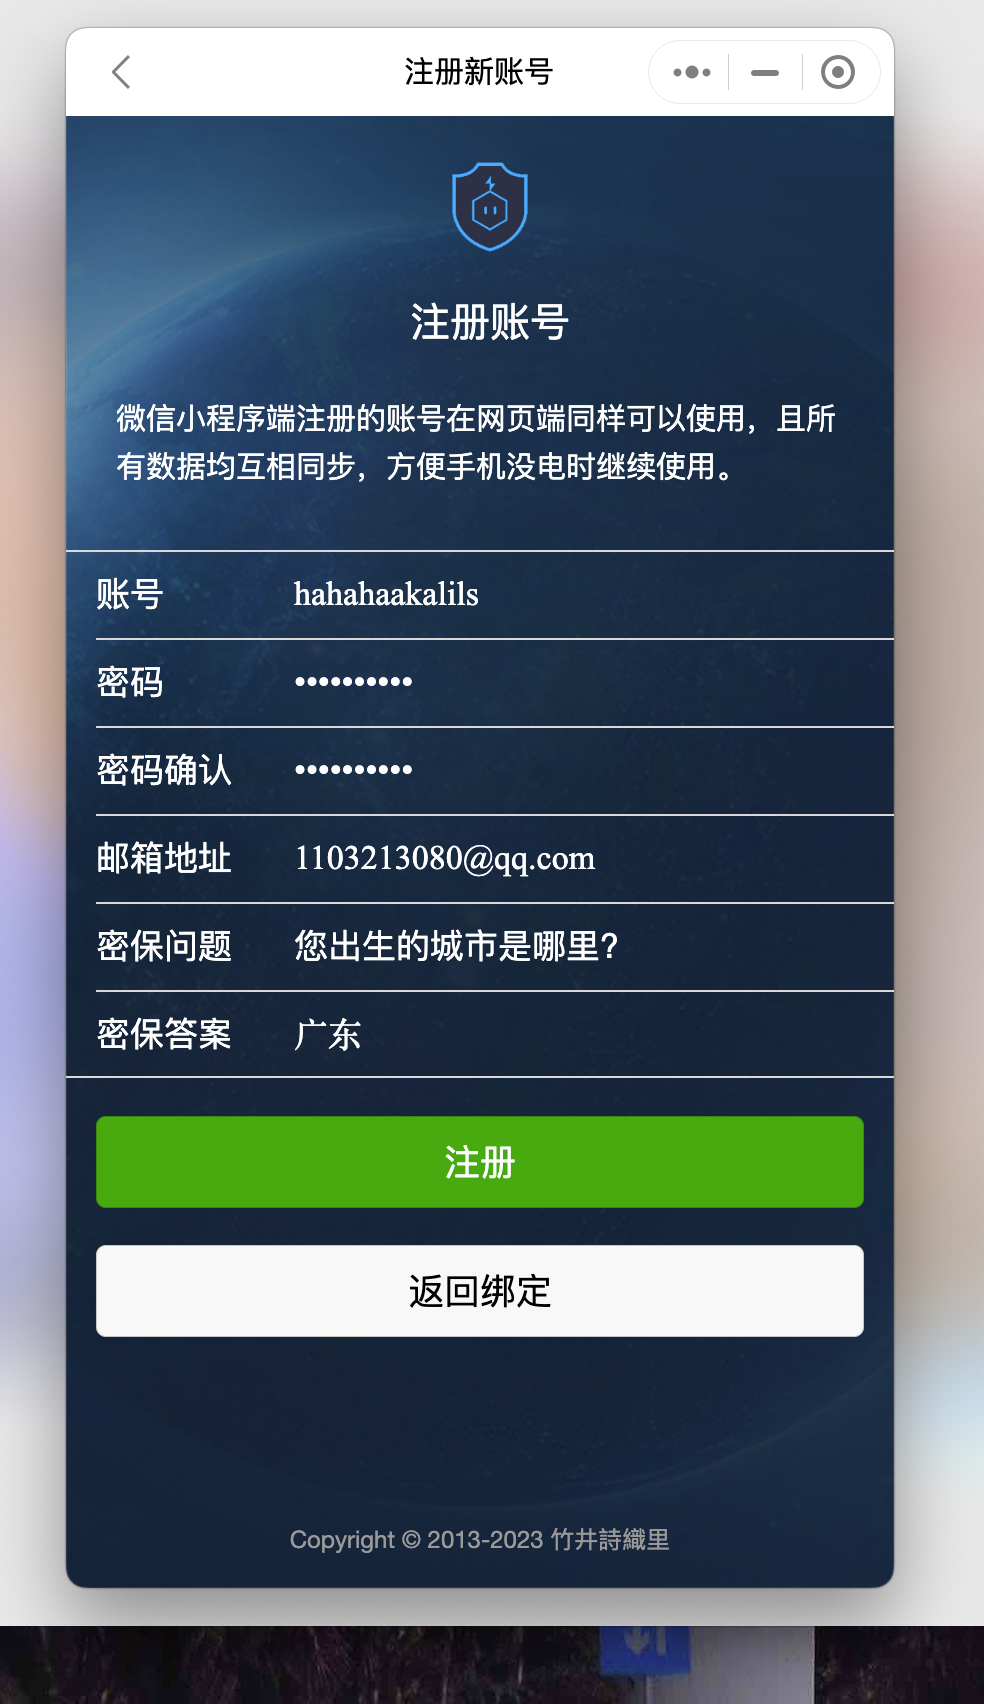 注册新账号
注册账号
微信小程序端注册的账号在网页端同样可以使用，且所
有数据均互相同步，方便手机没电时继续使用。
账号 hahahaakalils
密码 ••••••••••
密码确认 ••••••••••
邮箱地址 1103213080@qq.com
密保问题 您出生的城市是哪里?
密保答案 广东
注册
返回绑定
Copyright © 2013-2023 竹井詩織里